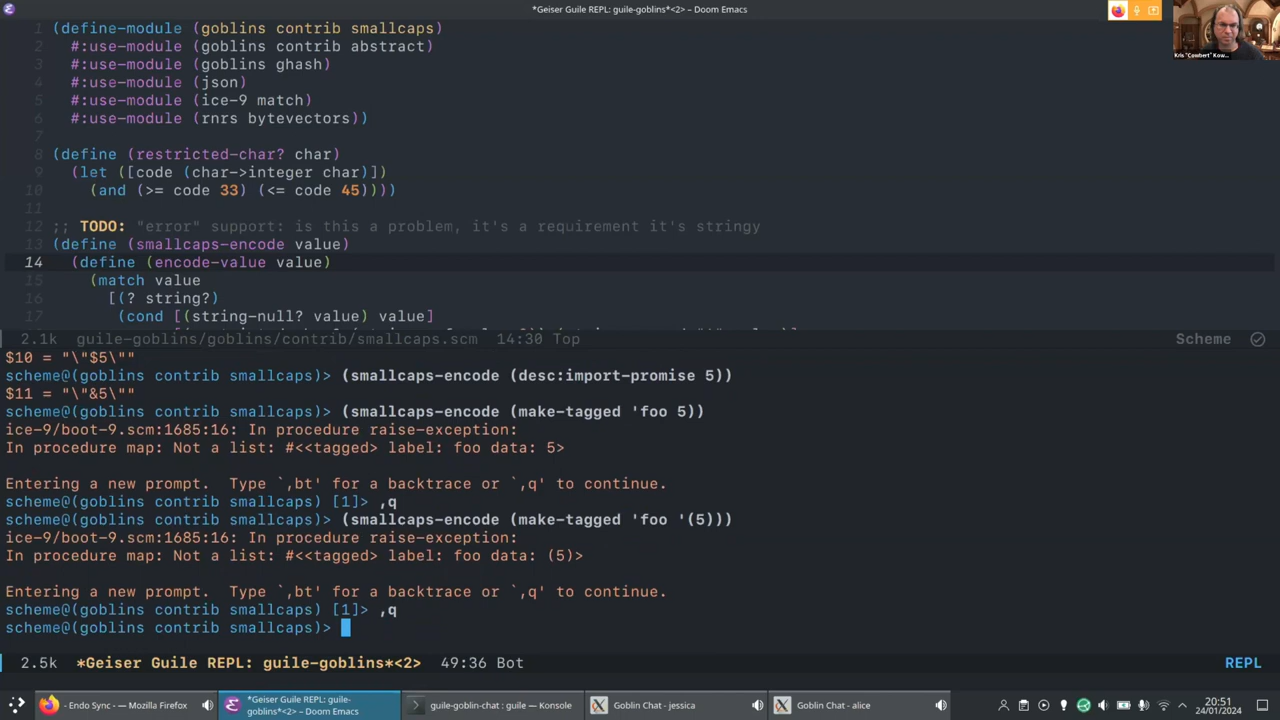 *Geiser Guile REPL: guile-goblins*<2> – Doom Emacs
Kris "Cowbert" Kow...
1 (define-module (goblins contrib smallcaps)
2 #:use-module (goblins contrib abstract)
3 #:use-module (goblins ghash)
4 #:use-module (json)
5 #:use-module (ice-9 match)
6 #:use-module (rnrs bytevectors))
7
8 (define (restricted-char? char)
9 (let ([code (char->integer char)])
10 (and (>= code 33) (<= code 45))))
11
12 ;; TODO: "error" support: is this a problem, it's a requirement it's stringy
13 (define (smallcaps-encode value)
14 (define (encode-value value)
15 (match value
16 [(? string?)
17 (cond [(string-null? value) value]
2.1k guile-goblins/goblins/contrib/smallcaps.scm 14:30 Top Scheme
$10 = "\"$5\""
scheme@(goblins contrib smallcaps)> (smallcaps-encode (desc:import-promise 5))
$11 = "\"&5\""
scheme@(goblins contrib smallcaps)> (smallcaps-encode (make-tagged 'foo 5))
ice-9/boot-9.scm:1685:16: In procedure raise-exception:
In procedure map: Not a list: #<<tagged> label: foo data: 5>
Entering a new prompt.  Type `,bt' for a backtrace or `,q' to continue.
scheme@(goblins contrib smallcaps) [1]> ,q
scheme@(goblins contrib smallcaps)> (smallcaps-encode (make-tagged 'foo '(5)))
ice-9/boot-9.scm:1685:16: In procedure raise-exception:
In procedure map: Not a list: #<<tagged> label: foo data: (5)>
Entering a new prompt.  Type `,bt' for a backtrace or `,q' to continue.
scheme@(goblins contrib smallcaps) [1]> ,q
scheme@(goblins contrib smallcaps)>
2.5k *Geiser Guile REPL: guile-goblins*<2> 49:36 Bot REPL
- Endo Sync - — Mozilla Firefox
*Geiser Guile REPL: guile-
goblins*<2> – Doom Emacs
guile-goblin-chat : guile — Konsole
Goblin Chat - jessica
Goblin Chat - alice
20:51
24/01/2024